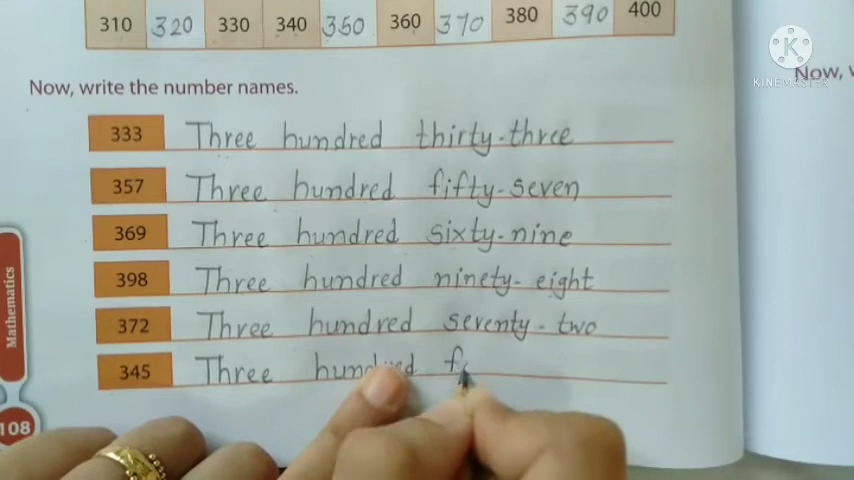 310 320 330 340 350 360 370 380 390 400
Now, write the number names.
333 Three hundred thirty-three
357 Three hundred fifty-seven
369 Three hundred sixty-nine
398 Three hundred ninety-eight
372 Three hundred seventy-two
345 Three hundred f
Mathematics
108
K
KINEMASTER
Now,